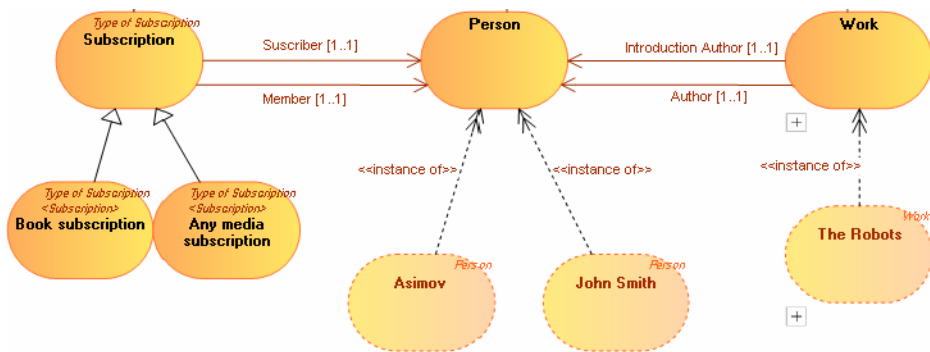 Type of Subscription
Subscription
Person
Work
Suscriber [1..1]
Introduction Author [1..1]
Member [1..1]
Author [1..1]
<<instance of>>
<<instance of>>
<<instance of>>
Type of Subscription
<Subscription>
Book subscription
Type of Subscription
<Subscription>
Any media
subscription
Work
The Robots
Person
Asimov
Person
John Smith